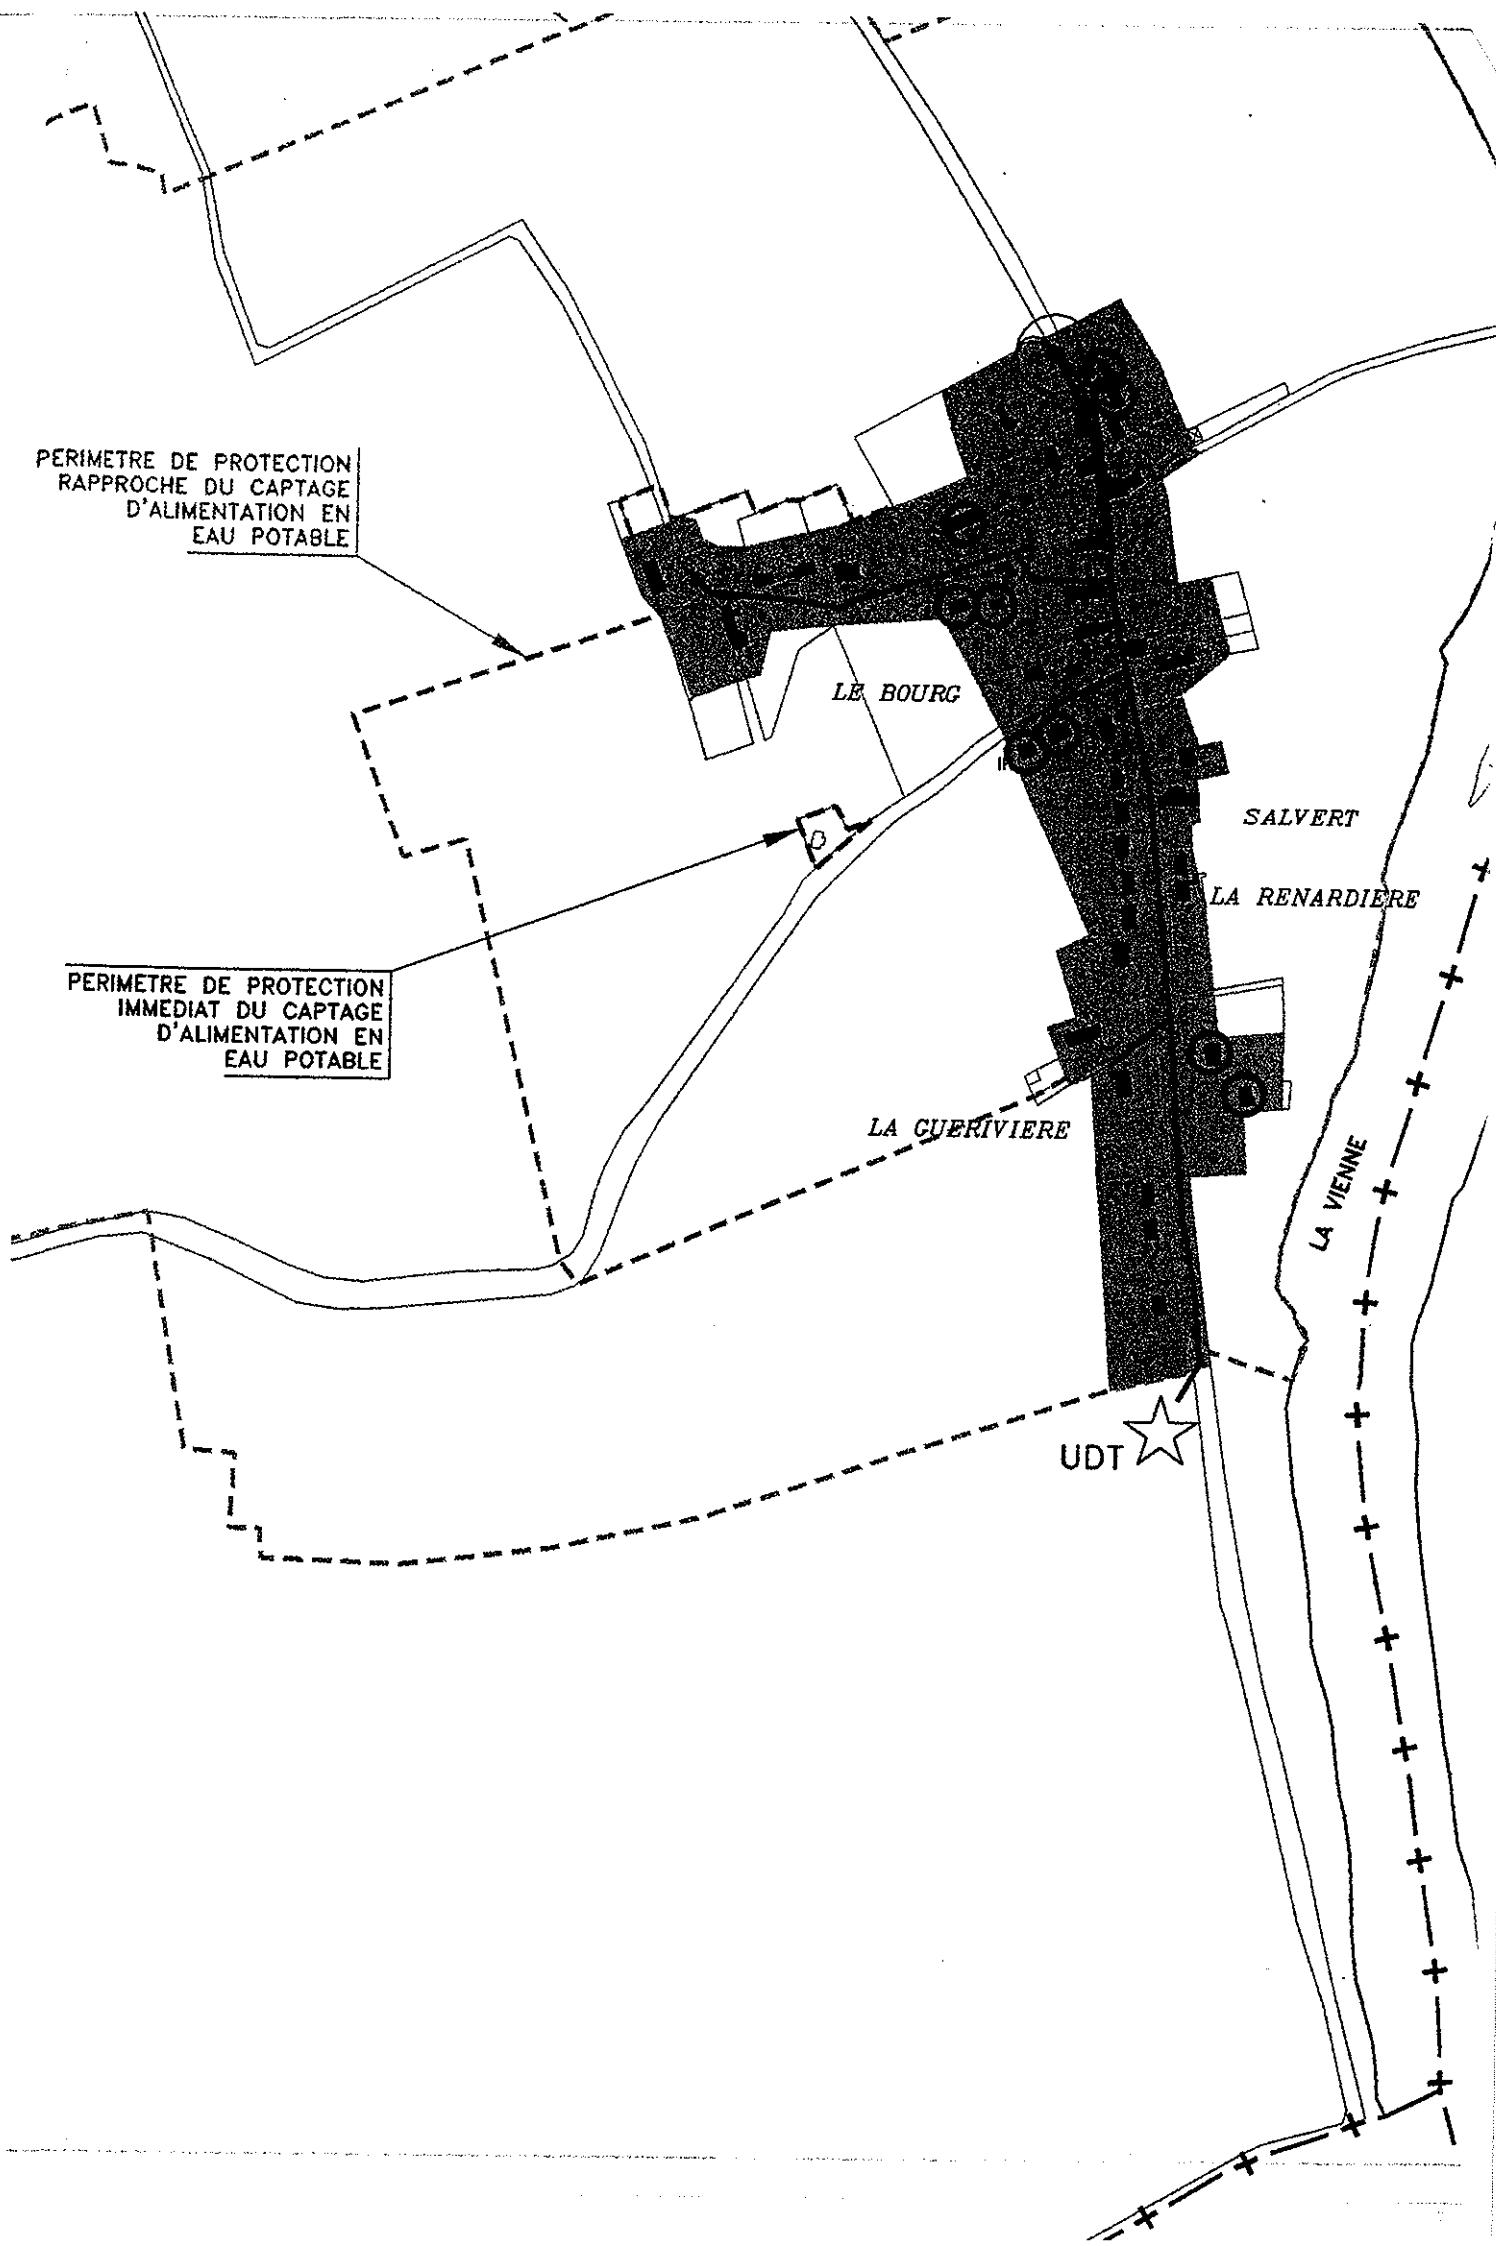 PERIMETRE DE PROTECTION
RAPPROCHE DU CAPTAGE
D'ALIMENTATION EN
EAU POTABLE
LE BOURG
SALVERT
LA RENARDIERE
PERIMETRE DE PROTECTION
IMMEDIAT DU CAPTAGE
D'ALIMENTATION EN
EAU POTABLE
LA GUERIVIERE
LA VIENNE
UDT